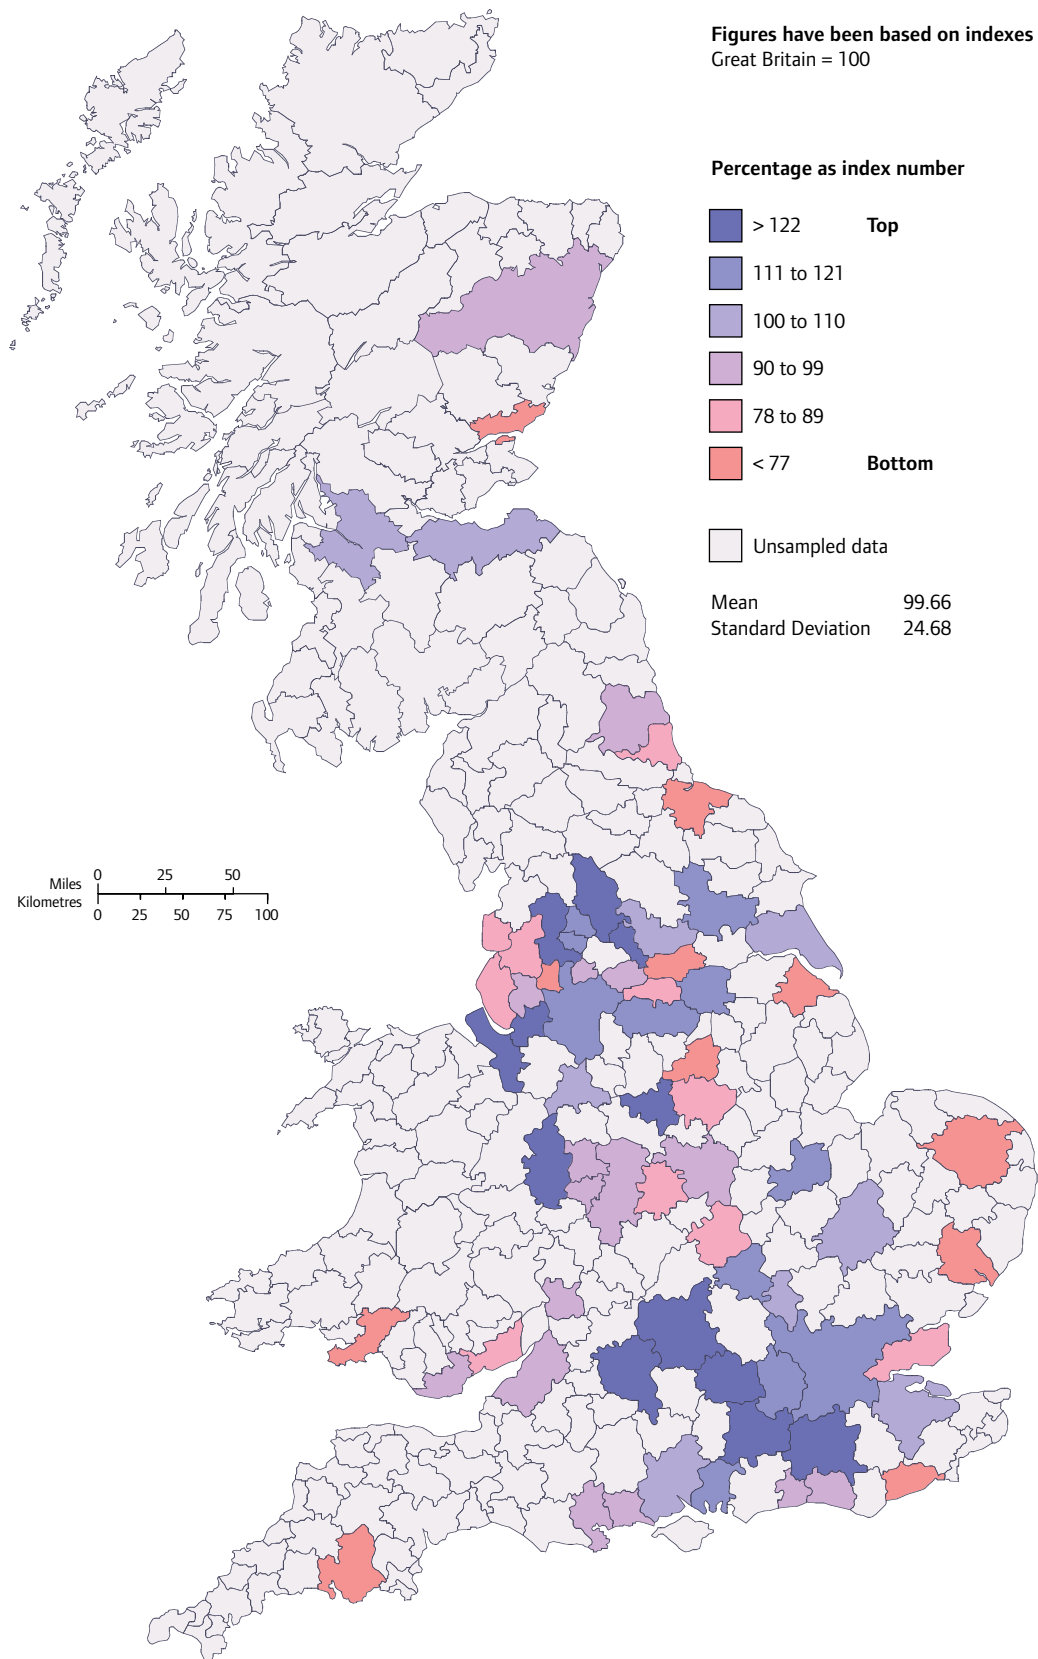 Figures have been based on indexes
Great Britain = 100
Percentage as index number
> 122 Top
111 to 121
100 to 110
90 to 99
78 to 89
< 77 Bottom
Unsampled data
Mean 99.66
Standard Deviation 24.68
0 25 50
Miles
Kilometres
0 25 50 75 100